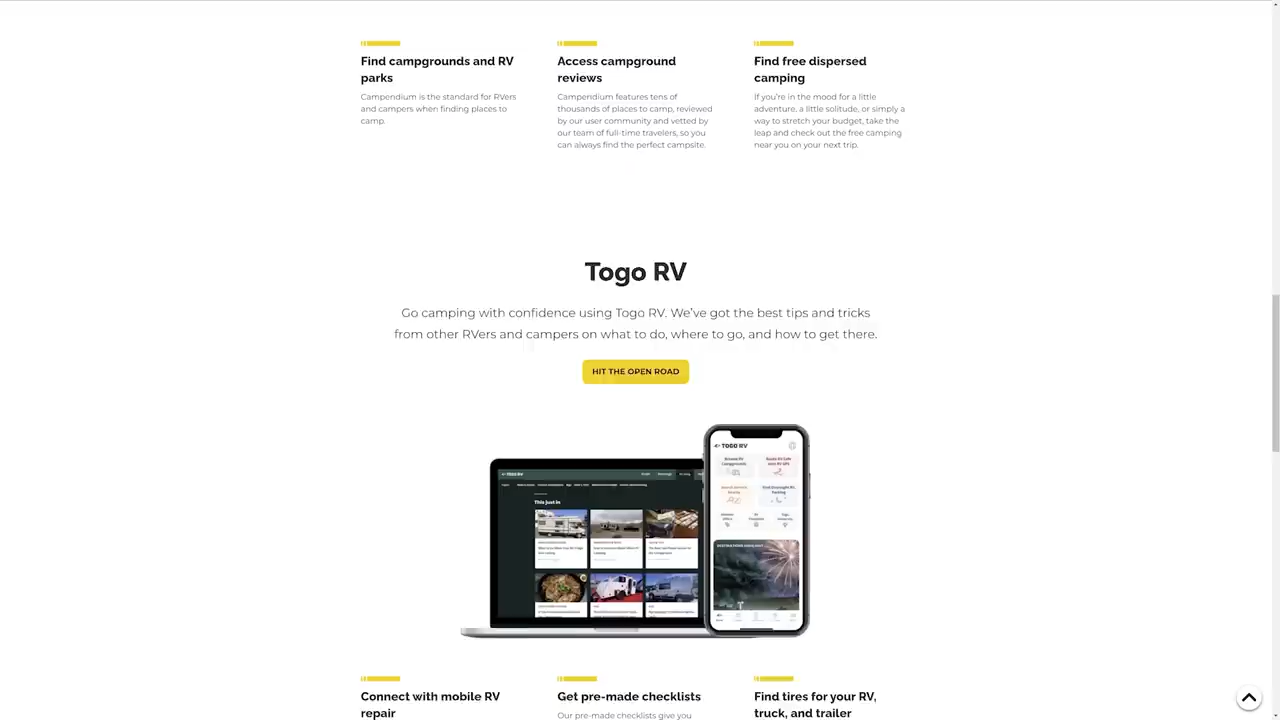 Find campgrounds and RV
parks
Campendium is the standard for RVers
and campers when finding places to
camp.
Access campground
reviews
Campendium features tens of
thousands of places to camp, reviewed
by our user community and vetted by
our team of full-time travelers, so you
can always find the perfect campsite.
Find free dispersed
camping
If you're in the mood for a little
adventure, a little solitude, or simply a
way to stretch your budget, take the
leap and check out the free camping
near you on your next trip.
Togo RV
Go camping with confidence using Togo RV. We've got the best tips and tricks
from other RVers and campers on what to do, where to go, and how to get there.
HIT THE OPEN ROAD
TOGO RV
This just in
TOGO RV
Connect with mobile RV
repair
Get pre-made checklists
Our pre-made checklists give you
Find tires for your RV,
truck, and trailer